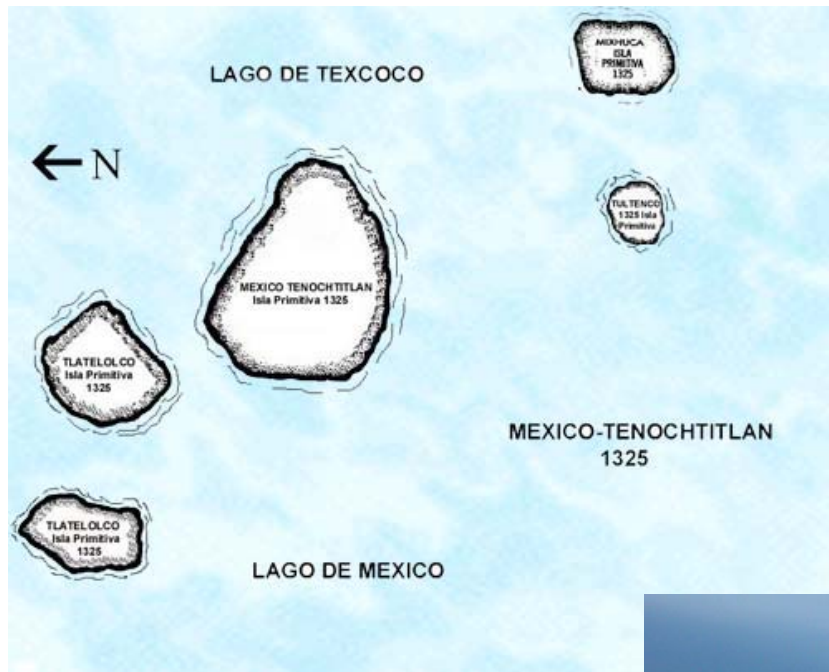 MIXHUCA
ISLA
PRIMITIVA
1325
LAGO DE TEXCOCO
N
TULTENCO
1325 Isla
Primitiva
MEXICO TENOCHTITLAN
Isla Primitiva 1325
TLATELOLCO
Isla Primitiva
1325
MEXICO-TENOCHTITLAN
1325
TLATELOLCO
Isla Primitiva
1325
LAGO DE MEXICO